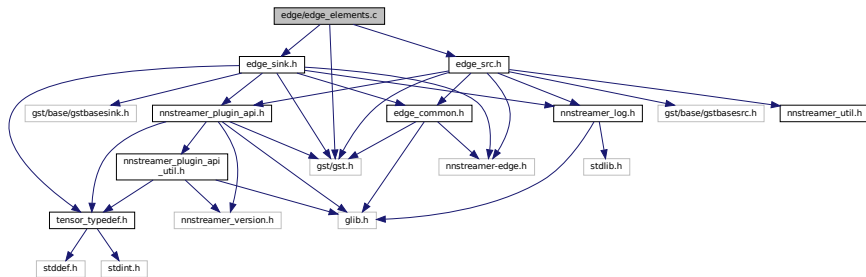 edge/edge_elements.c
edge_sink.h
edge_src.h
gst/base/gstbasesink.h
nnstreamer_plugin_api.h
edge_common.h
nnstreamer_log.h
gst/base/gstbasesrc.h
nnstreamer_util.h
nnstreamer_plugin_api
_util.h
gst/gst.h
nnstreamer-edge.h
stdlib.h
tensor_typedef.h
nnstreamer_version.h
glib.h
stddef.h
stdint.h